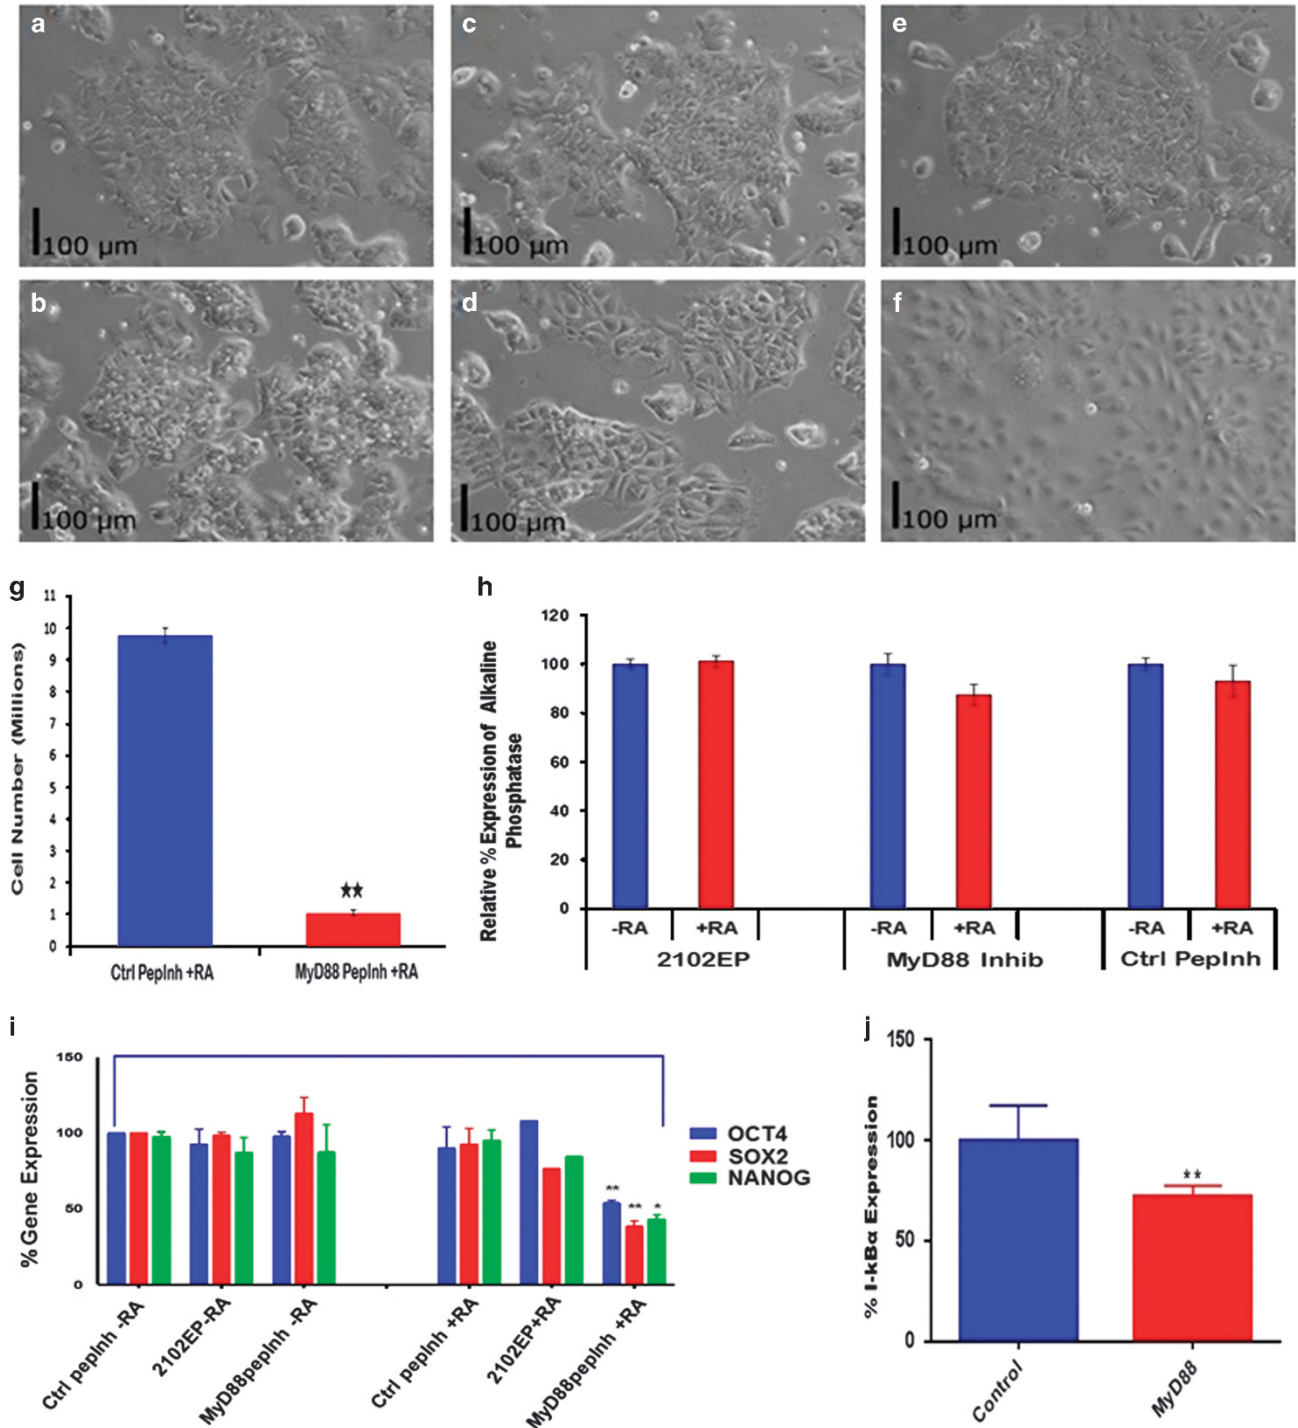 a
c
e
100 μm
100 μm
100 μm
b
d
f
100 μm
100 μm
100 μm
g
Cell Number (Millions)
11
10
9
8
7
6
5
4
3
2
1
0
★★
Ctrl PepInh +RA
MyD88 PepInh +RA
h
Relative % Expression of Alkaline
Phosphatase
120
100
80
60
40
20
0
-RA
+RA
-RA
+RA
-RA
+RA
2102EP
MyD88 Inhib
Ctrl PepInh
i
% Gene Expression
150
100
50
0
**
**
*
OCT4
SOX2
NANOG
Ctrl pepInh -RA
2102EP-RA
MyD88pepInh -RA
Ctrl pepInh +RA
2102EP+RA
MyD88pepInh +RA
j
% I-kBα Expression
150
100
50
0
**
Control
MyD88